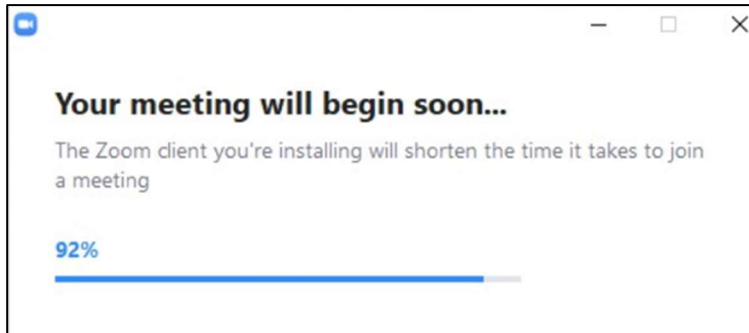 Your meeting will begin soon...
The Zoom client you're installing will shorten the time it takes to join
a meeting
92%